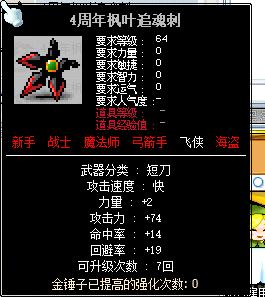 4周年枫叶追魂刺
要求等级: 64
要求力量: 0
要求敏捷: 0
要求智力: 0
要求运气: 0
要求人气度: -
道具等级: -
道具经验值: -
新手 战士 魔法师 弓箭手 飞侠 海盗
武器分类: 短刀
攻击速度: 快
力量: +2
攻击力: +74
命中率: +14
回避率: +19
可升级次数: 7回
金锤子已提高的强化次数: 0